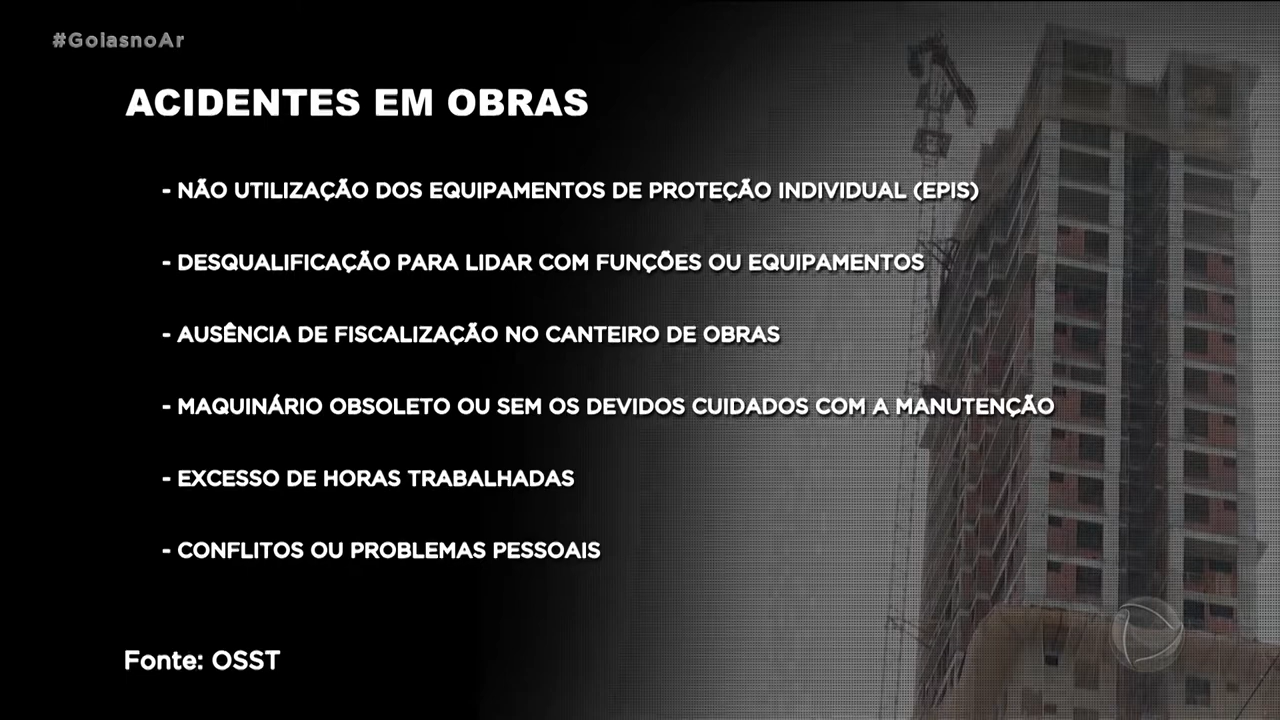 #GoiasnoAr
ACIDENTES EM OBRAS
- NÃO UTILIZAÇÃO DOS EQUIPAMENTOS DE PROTEÇÃO INDIVIDUAL (EPIS)
- DESQUALIFICAÇÃO PARA LIDAR COM FUNÇÕES OU EQUIPAMENTOS
- AUSÊNCIA DE FISCALIZAÇÃO NO CANTEIRO DE OBRAS
- MAQUINÁRIO OBSOLETO OU SEM OS DEVIDOS CUIDADOS COM A MANUTENÇÃO
- EXCESSO DE HORAS TRABALHADAS
- CONFLITOS OU PROBLEMAS PESSOAIS
Fonte: OSST